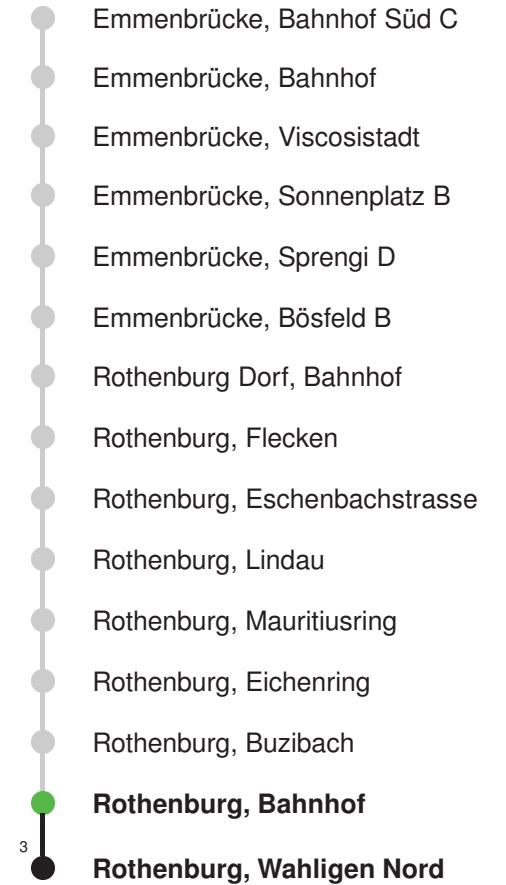 Emmenbrücke, Bahnhof Süd C
Emmenbrücke, Bahnhof
Emmenbrücke, Viscosistadt
Emmenbrücke, Sonnenplatz B
Emmenbrücke, Sprengi D
Emmenbrücke, Bösfeld B
Rothenburg Dorf, Bahnhof
Rothenburg, Flecken
Rothenburg, Eschenbachstrasse
Rothenburg, Lindau
Rothenburg, Mauritiusring
Rothenburg, Eichenring
Rothenburg, Buzibach
Rothenburg, Bahnhof
3
Rothenburg, Wahligen Nord